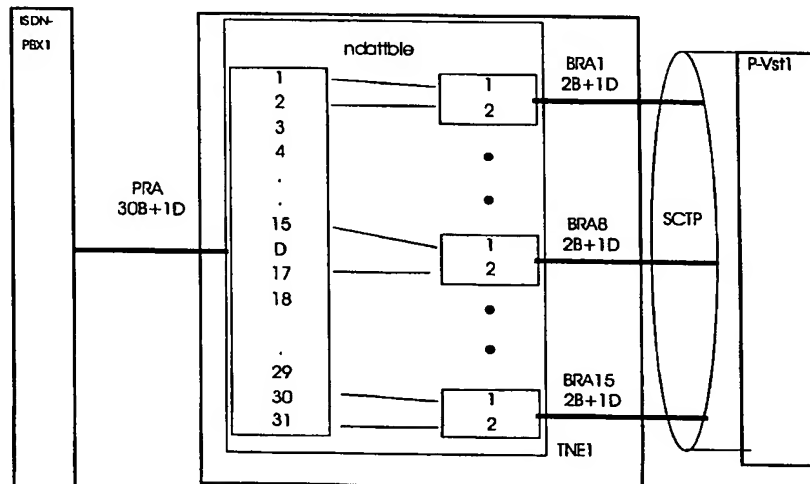 ISDN-
PBX1
ndattble
BRA1
2B+1D
P-Vst1
1
2
3
4
.
.
15
D
17
18
.
29
30
31
1
2
1
2
1
2
PRA
30B+1D
BRA8
2B+1D
SCTP
BRA15
2B+1D
TNE1